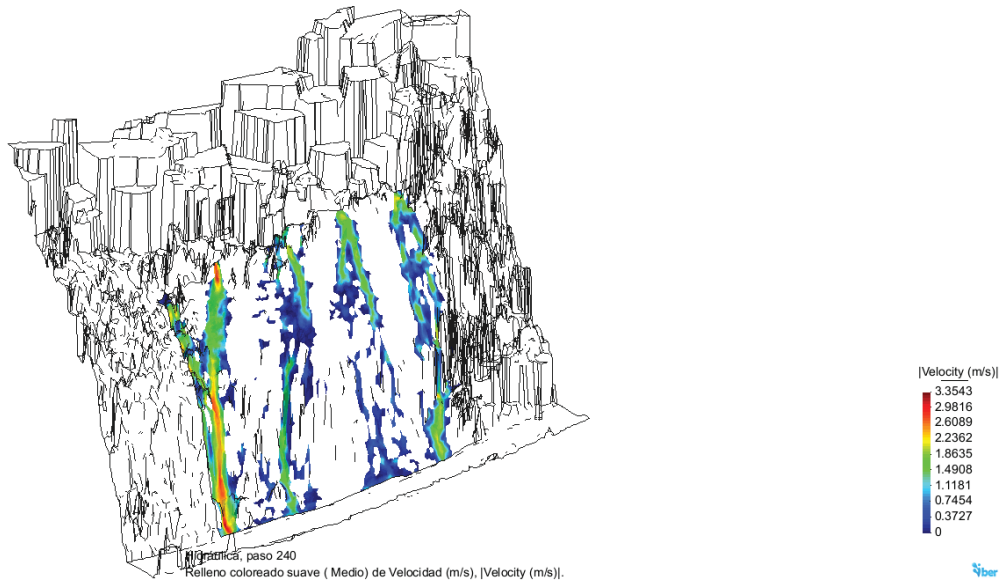 |Velocity (m/s)|
3.3543
2.9816
2.6089
2.2362
1.8635
1.4908
1.1181
0.7454
0.3727
0
Hidráulica, paso 240
Relleno coloreado suave ( Medio) de Velocidad (m/s), |Velocity (m/s)|.
iber